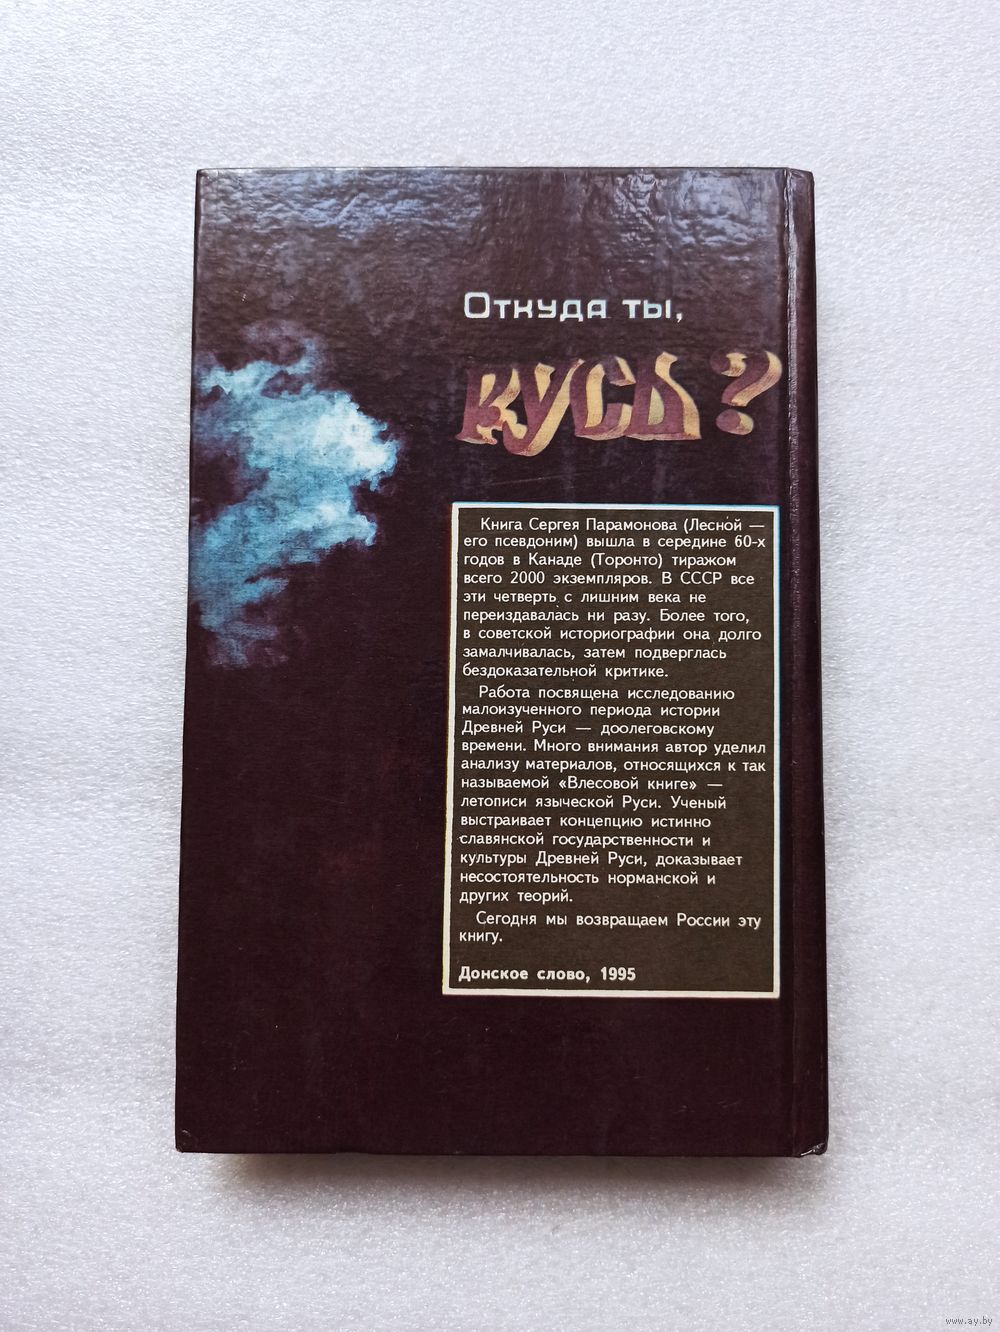 Откуда ты,
Русь?
Книга Сергея Парамонова (Лесной —
его псевдоним) вышла в середине 60-х
годов в Канаде (Торонто) тиражом
всего 2000 экземпляров. В СССР все
эти четверть с лишним века не
переиздавалась ни разу. Более того,
в советской историографии она долго
замалчивалась, затем подверглась
бездоказательной критике.
Работа посвящена исследованию
малоизученного периода истории
Древней Руси — доолеговскому
времени. Много внимания автор уделил
анализу материалов, относящихся к так
называемой «Влесовой книге» —
летописи языческой Руси. Ученый
выстраивает концепцию истинно
славянской государственности и
культуры Древней Руси, доказывает
несостоятельность норманской и
других теорий.
Сегодня мы возвращаем России эту
книгу.
Донское слово, 1995
www.ay.by